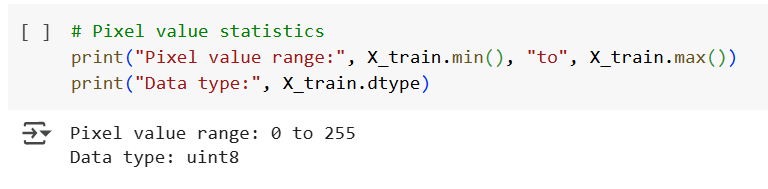 [ ] # Pixel value statistics
print("Pixel value range:", X_train.min(), "to", X_train.max())
print("Data type:", X_train.dtype)
Pixel value range: 0 to 255
Data type: uint8